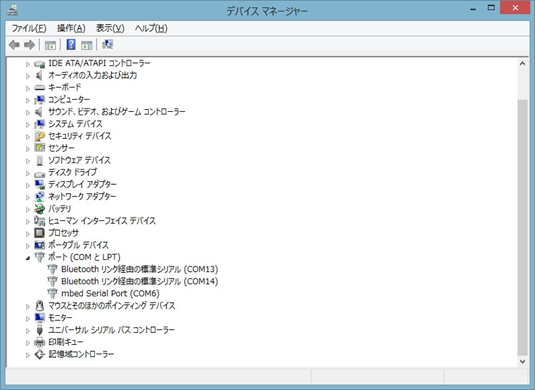 デバイス マネージャー
ファイル(F) 操作(A) 表示(V) ヘルプ(H)
IDE ATA/ATAPI コントローラー
オーディオの入力および出力
キーボード
コンピューター
サウンド、ビデオ、およびゲーム コントローラー
システム デバイス
セキュリティ デバイス
センサー
ソフトウェア デバイス
ディスク ドライブ
ディスプレイ アダプター
ネットワーク アダプター
バッテリ
ヒューマン インターフェイス デバイス
プロセッサ
ポータブル デバイス
ポート (COM と LPT)
Bluetooth リンク経由の標準シリアル (COM13)
Bluetooth リンク経由の標準シリアル (COM14)
mbed Serial Port (COM6)
マウスとそのほかのポインティング デバイス
モニター
ユニバーサル シリアル バス コントローラー
印刷キュー
記憶域コントローラー